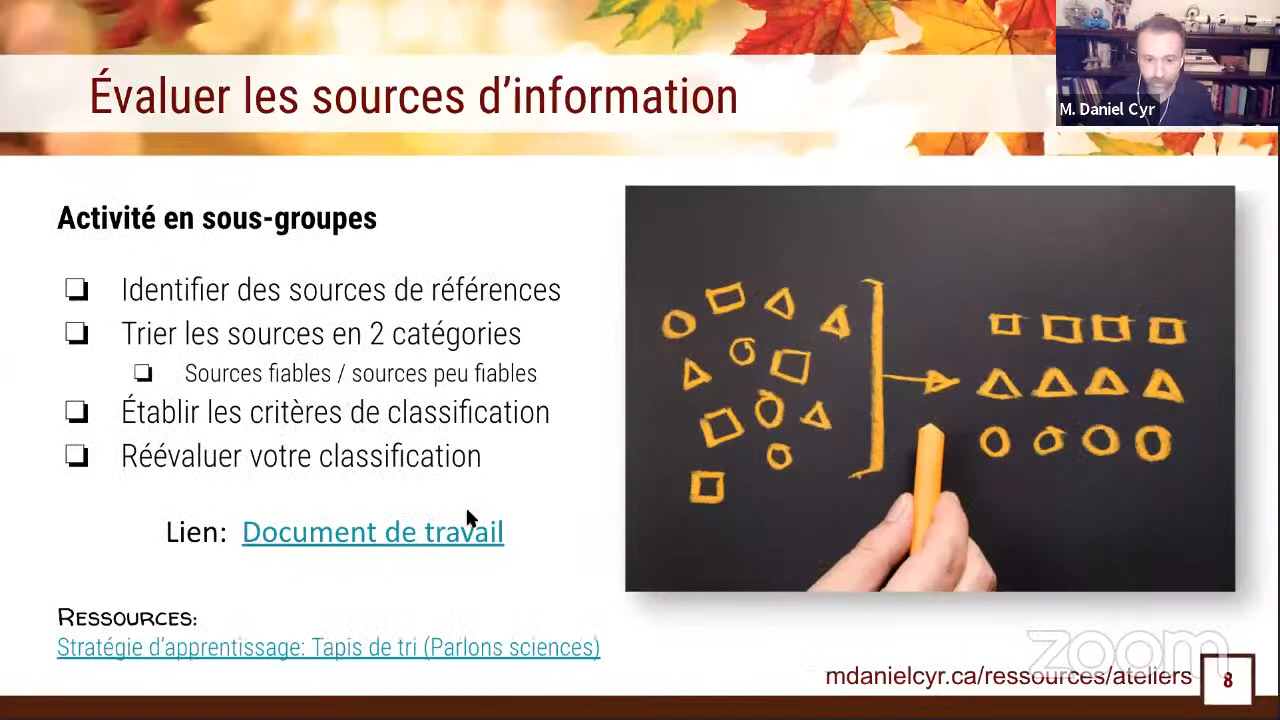 Évaluer les sources d’information
M. Daniel Cyr
Activité en sous-groupes
Identifier des sources de références
Trier les sources en 2 catégories
Sources fiables / sources peu fiables
Établir les critères de classification
Réévaluer votre classification
Lien: Document de travail
Ressources:
Stratégie d’apprentissage: Tapis de tri (Parlons sciences)
zoom
mdanielcyr.ca/ressources/ateliers
8